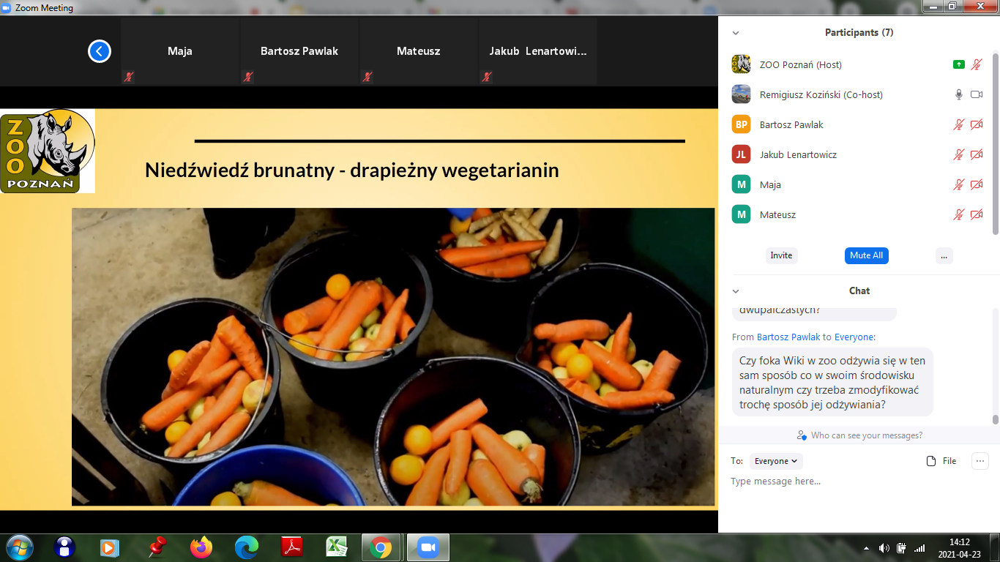 Zoom Meeting
Maja
Bartosz Pawlak
Mateusz
Jakub Lenartowi...
ZOO
POZNAŃ
Niedźwiedź brunatny - drapieżny wegetarianin
Participants (7)
ZOO Poznań (Host)
Remigiusz Koziński (Co-host)
BP Bartosz Pawlak
JL Jakub Lenartowicz
M Maja
M Mateusz
Invite
Mute All
...
Chat
dwupalczastych?
From Bartosz Pawlak to Everyone:
Czy foka Wiki w zoo odżywia się w ten
sam sposób co w swoim środowisku
naturalnym czy trzeba zmodyfikować
trochę sposób jej odżywiania?
Who can see your messages?
To: Everyone
File
...
Type message here...
14:12
2021-04-23